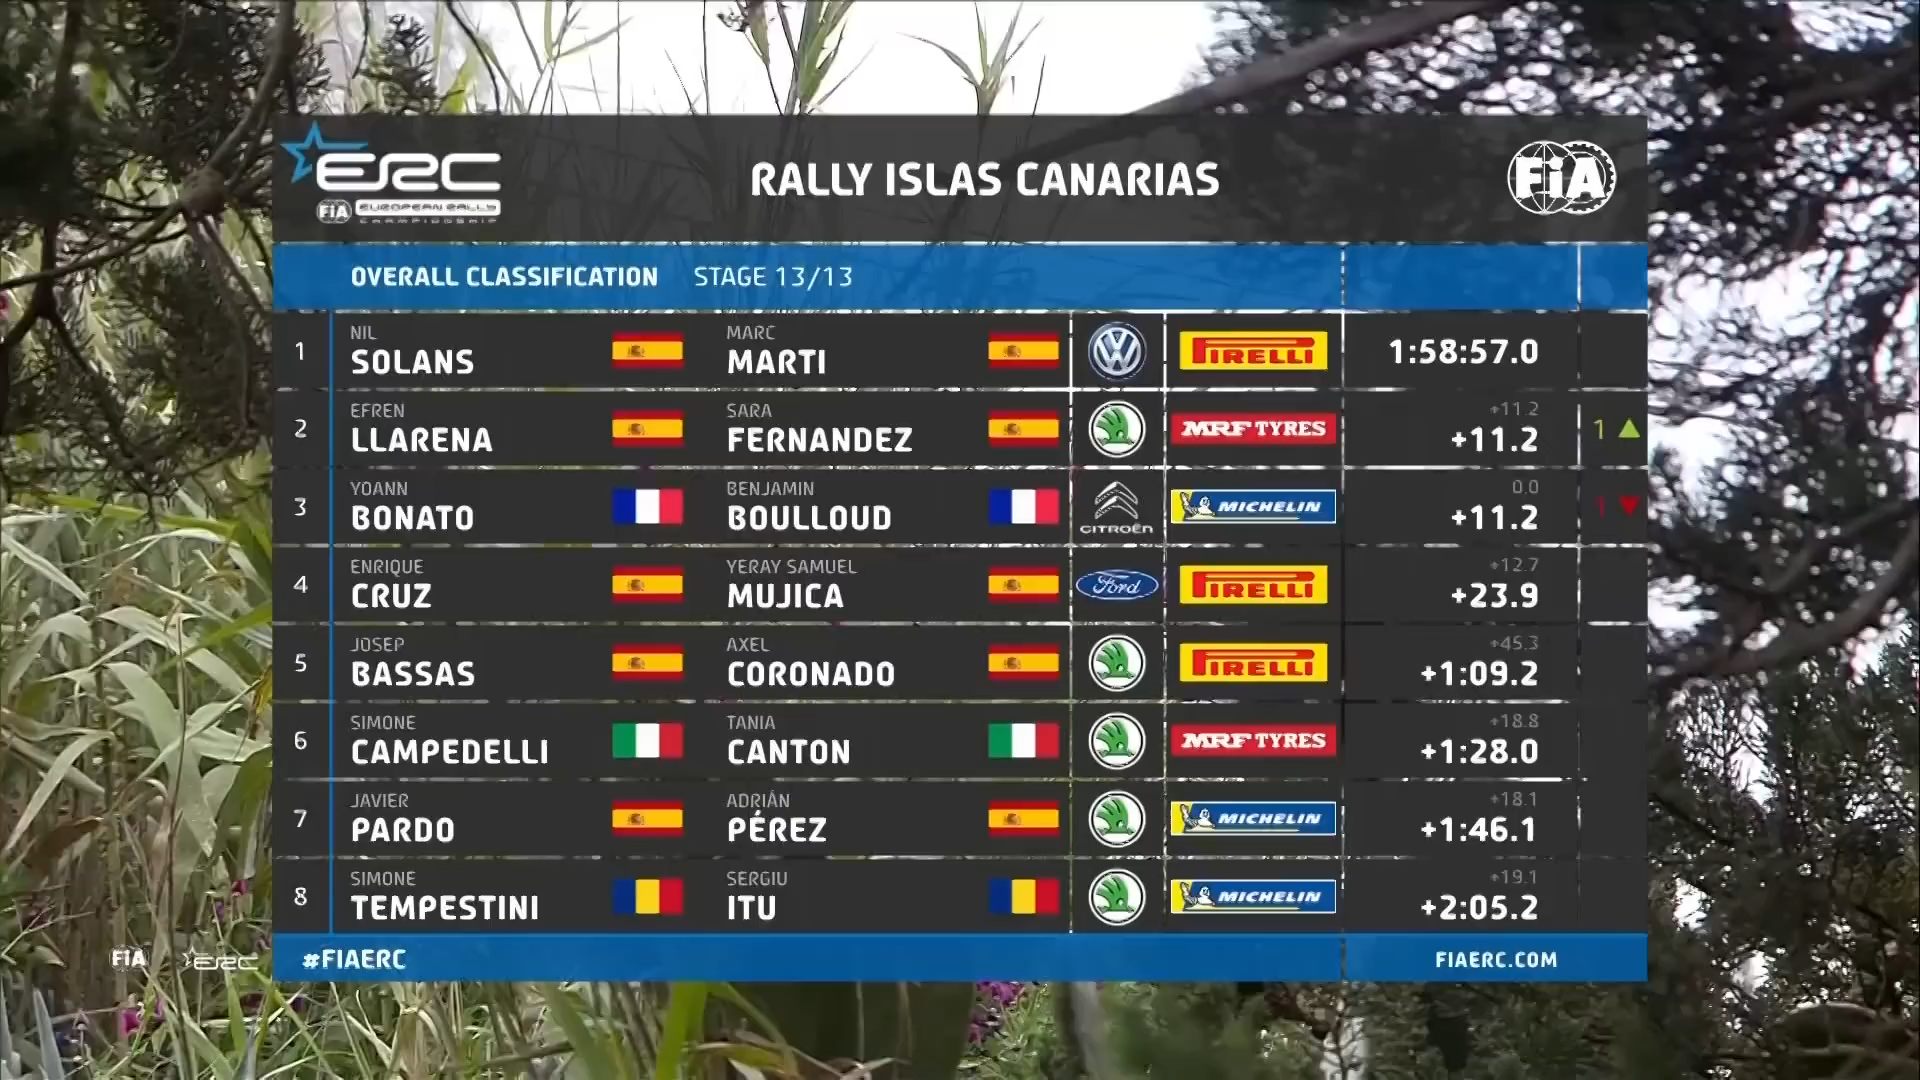 ERC
FIA EUROPEAN RALLY
CHAMPIONSHIP
RALLY ISLAS CANARIAS
FIA
OVERALL CLASSIFICATION STAGE 13/13
1 NIL SOLANS MARC MARTI PIRELLI 1:58:57.0
2 EFREN LLARENA SARA FERNANDEZ MRF TYRES +11.2 +11.2 1
3 YOANN BONATO BENJAMIN BOULLOUD CITROËN MICHELIN 0.0 +11.2 1
4 ENRIQUE CRUZ YERAY SAMUEL MUJICA Ford PIRELLI +12.7 +23.9
5 JOSEP BASSAS AXEL CORONADO PIRELLI +45.3 +1:09.2
6 SIMONE CAMPEDELLI TANIA CANTON MRF TYRES +18.8 +1:28.0
7 JAVIER PARDO ADRIÁN PÉREZ MICHELIN +18.1 +1:46.1
8 SIMONE TEMPESTINI SERGIU ITU MICHELIN +19.1 +2:05.2
FIA ERC #FIAERC FIAERC.COM